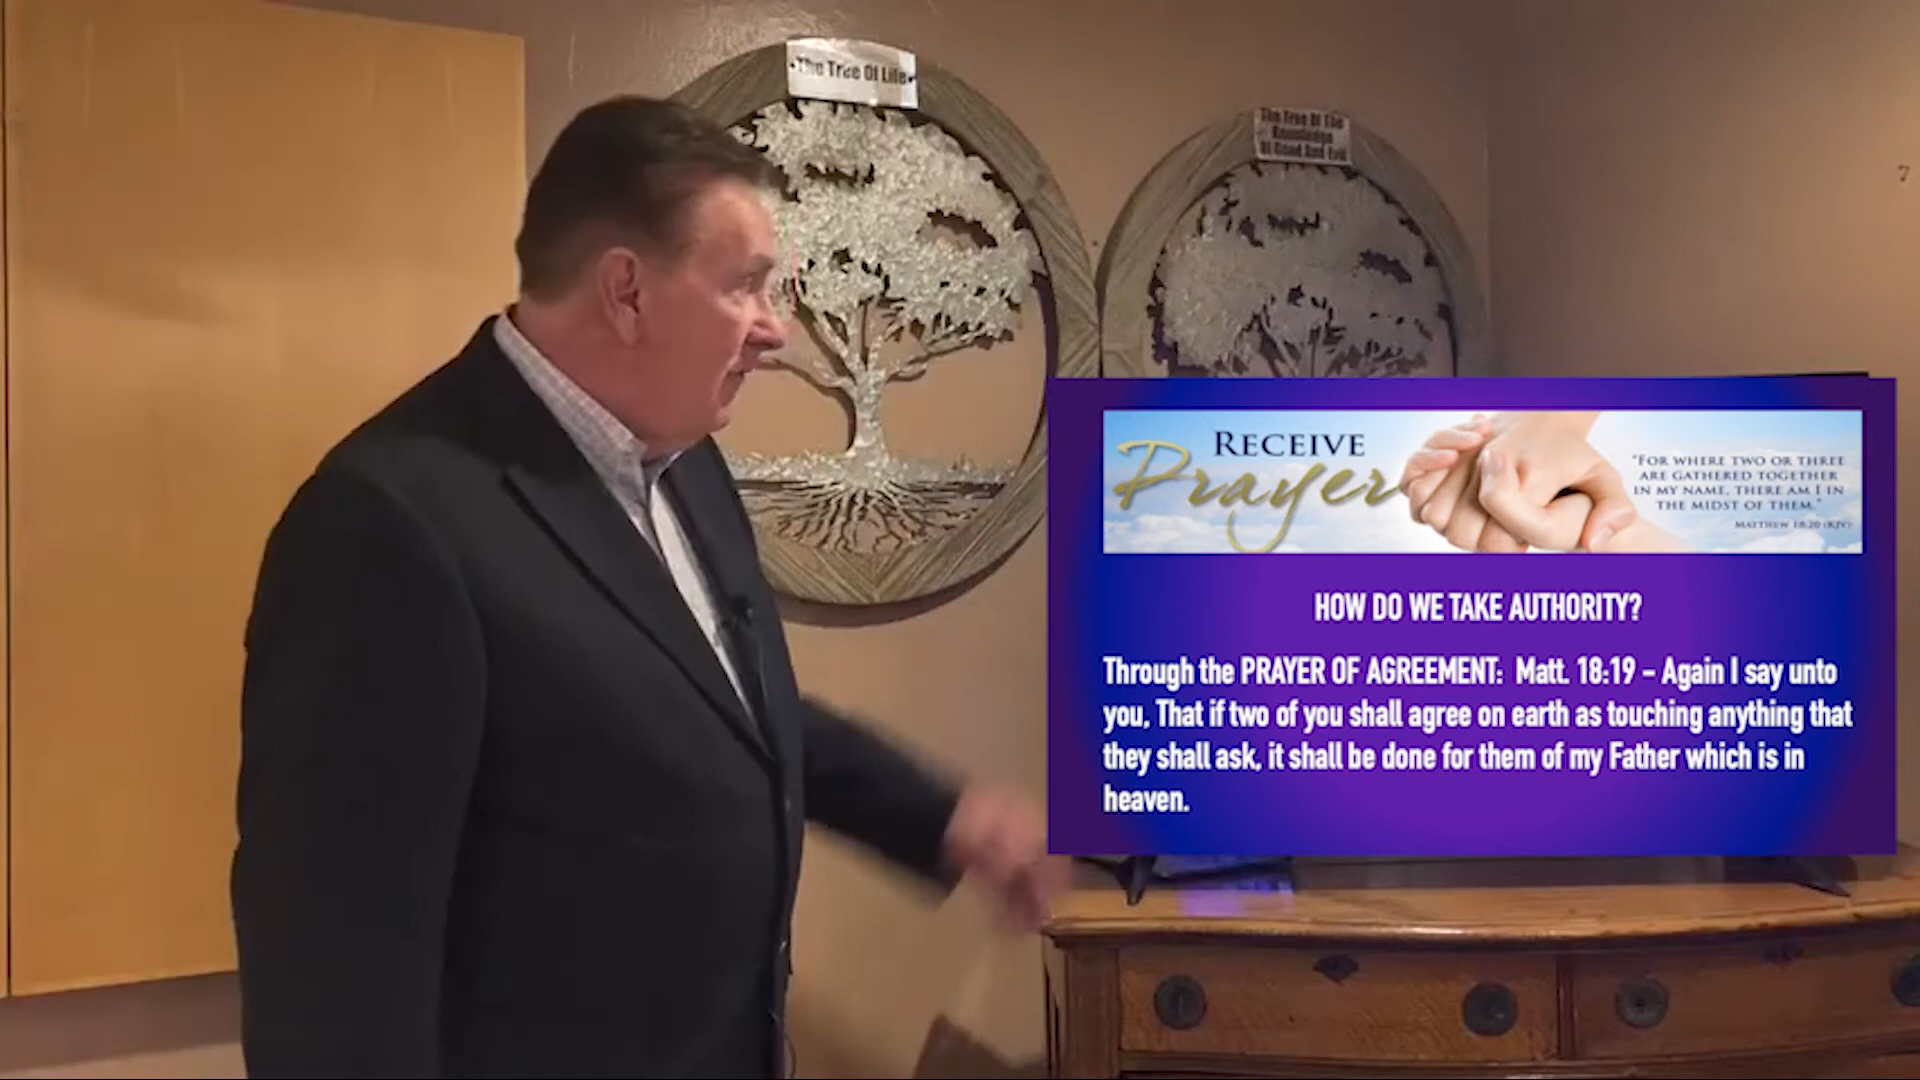 The Tree Of Life
The Tree Of The
Knowledge
Of Good And Evil
7
RECEIVE
Prayer
"FOR WHERE TWO OR THREE
ARE GATHERED TOGETHER
IN MY NAME, THERE AM I IN
THE MIDST OF THEM."
MATTHEW 18:20 (KJV)
HOW DO WE TAKE AUTHORITY?
Through the PRAYER OF AGREEMENT: Matt. 18:19 – Again I say unto
you, That if two of you shall agree on earth as touching anything that
they shall ask, it shall be done for them of my Father which is in
heaven.